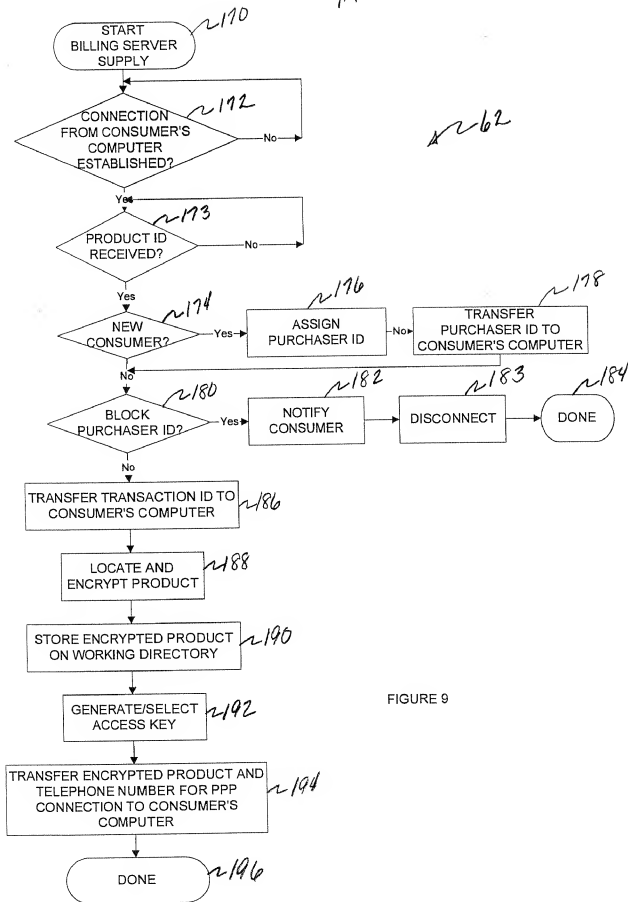 START
BILLING SERVER
SUPPLY
170
CONNECTION
FROM CONSUMER'S
COMPUTER
ESTABLISHED?
172
No
62
Yes
173
PRODUCT ID
RECEIVED?
No
Yes
174
NEW
CONSUMER?
Yes
176
ASSIGN
PURCHASER ID
No
178
TRANSFER
PURCHASER ID TO
CONSUMER'S COMPUTER
No
180
BLOCK
PURCHASER ID?
Yes
182
NOTIFY
CONSUMER
183
DISCONNECT
184
DONE
No
TRANSFER TRANSACTION ID TO
CONSUMER'S COMPUTER
186
LOCATE AND
ENCRYPT PRODUCT
188
STORE ENCRYPTED PRODUCT
ON WORKING DIRECTORY
190
GENERATE/SELECT
ACCESS KEY
192
FIGURE 9
TRANSFER ENCRYPTED PRODUCT AND
TELEPHONE NUMBER FOR PPP
CONNECTION TO CONSUMER'S
COMPUTER
194
DONE
196